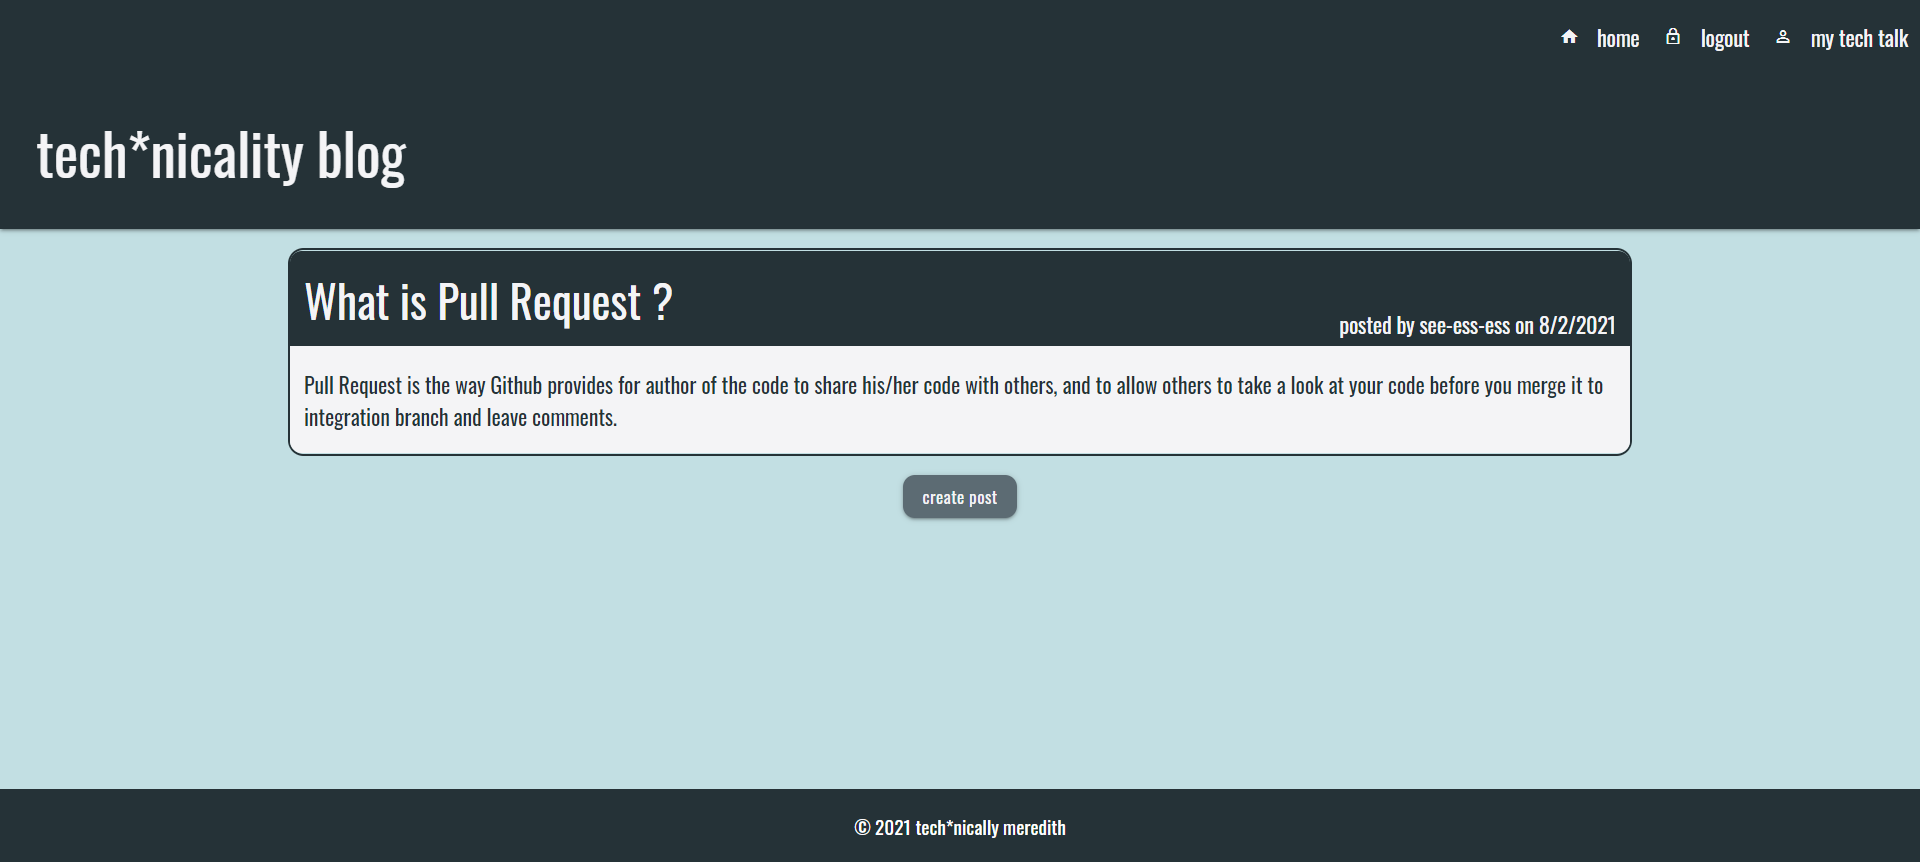 home logout my tech talk
tech*nicality blog
What is Pull Request ?
posted by see-ess-ess on 8/2/2021
Pull Request is the way Github provides for author of the code to share his/her code with others, and to allow others to take a look at your code before you merge it to
integration branch and leave comments.
create post
© 2021 tech*nically meredith